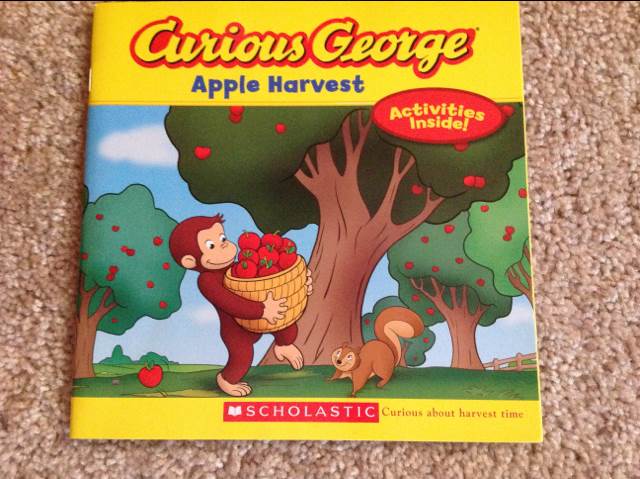 Curious George®
Apple Harvest
Activities
Inside!
SCHOLASTIC
Curious about harvest time